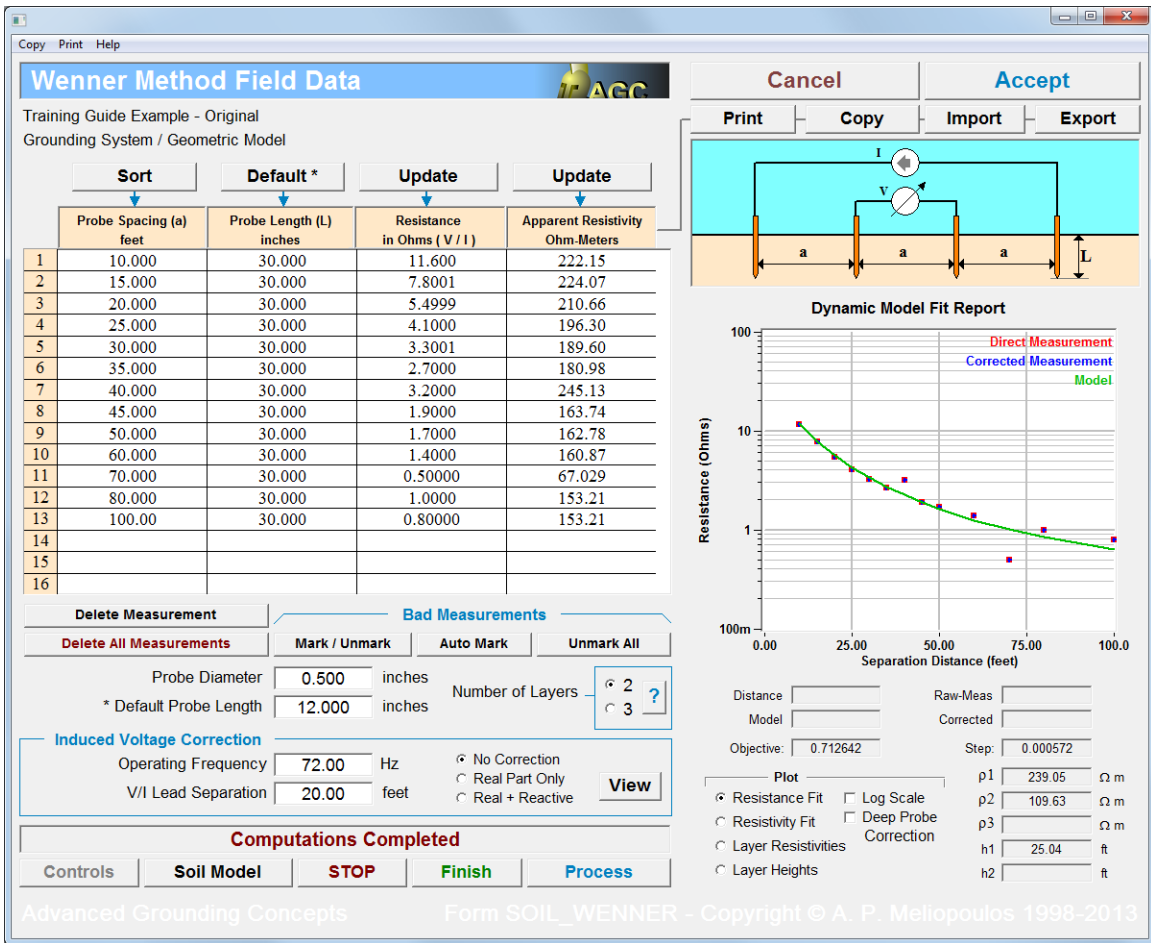 Copy Print Help
Wenner Method Field Data
AGC
Cancel Accept
Training Guide Example - Original
Grounding System / Geometric Model
Print Copy Import Export
Sort Default * Update Update
Probe Spacing (a) feet Probe Length (L) inches Resistance in Ohms ( V / I ) Apparent Resistivity Ohm-Meters
1 10.000 30.000 11.600 222.15
2 15.000 30.000 7.8001 224.07
3 20.000 30.000 5.4999 210.66
4 25.000 30.000 4.1000 196.30
5 30.000 30.000 3.3001 189.60
6 35.000 30.000 2.7000 180.98
7 40.000 30.000 3.2000 245.13
8 45.000 30.000 1.9000 163.74
9 50.000 30.000 1.7000 162.78
10 60.000 30.000 1.4000 160.87
11 70.000 30.000 0.50000 67.029
12 80.000 30.000 1.0000 153.21
13 100.00 30.000 0.80000 153.21
14
15
16
I
V
a a a L
Dynamic Model Fit Report
Direct Measurement
Corrected Measurement
Model
Resistance (Ohms)
100
10
1
100m
0.00 25.00 50.00 75.00 100.0
Separation Distance (feet)
Delete Measurement Bad Measurements
Delete All Measurements Mark / Unmark Auto Mark Unmark All
Probe Diameter 0.500 inches
* Default Probe Length 12.000 inches
Number of Layers 2 3 ?
Induced Voltage Correction
Operating Frequency 72.00 Hz
V/I Lead Separation 20.00 feet
No Correction
Real Part Only
Real + Reactive
View
Computations Completed
Controls Soil Model STOP Finish Process
Distance Raw-Meas
Model Corrected
Objective: 0.712642 Step: 0.000572
Plot
Resistance Fit Log Scale
Resistivity Fit Deep Probe Correction
Layer Resistivities
Layer Heights
ρ1 239.05 Ω m
ρ2 109.63 Ω m
ρ3 Ω m
h1 25.04 ft
h2 ft
Advanced Grounding Concepts Form SOIL_WENNER - Copyright © A. P. Meliopoulos 1998-2013